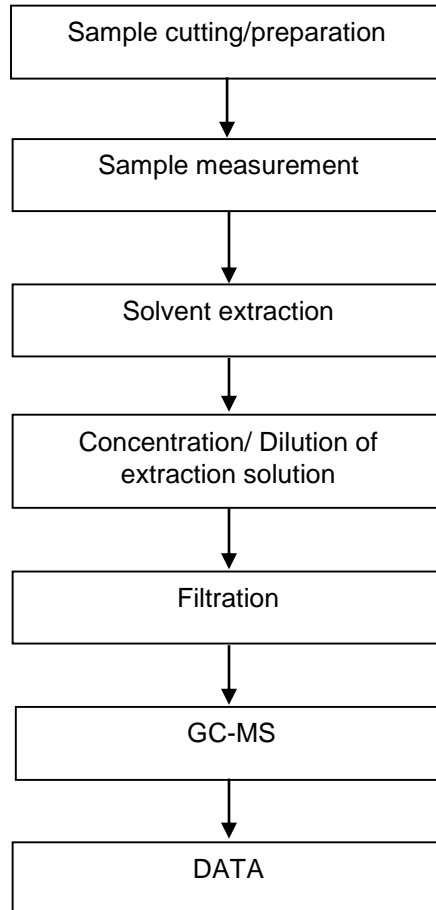 Sample cutting/preparation
Sample measurement
Solvent extraction
Concentration/ Dilution of
extraction solution
Filtration
GC-MS
DATA